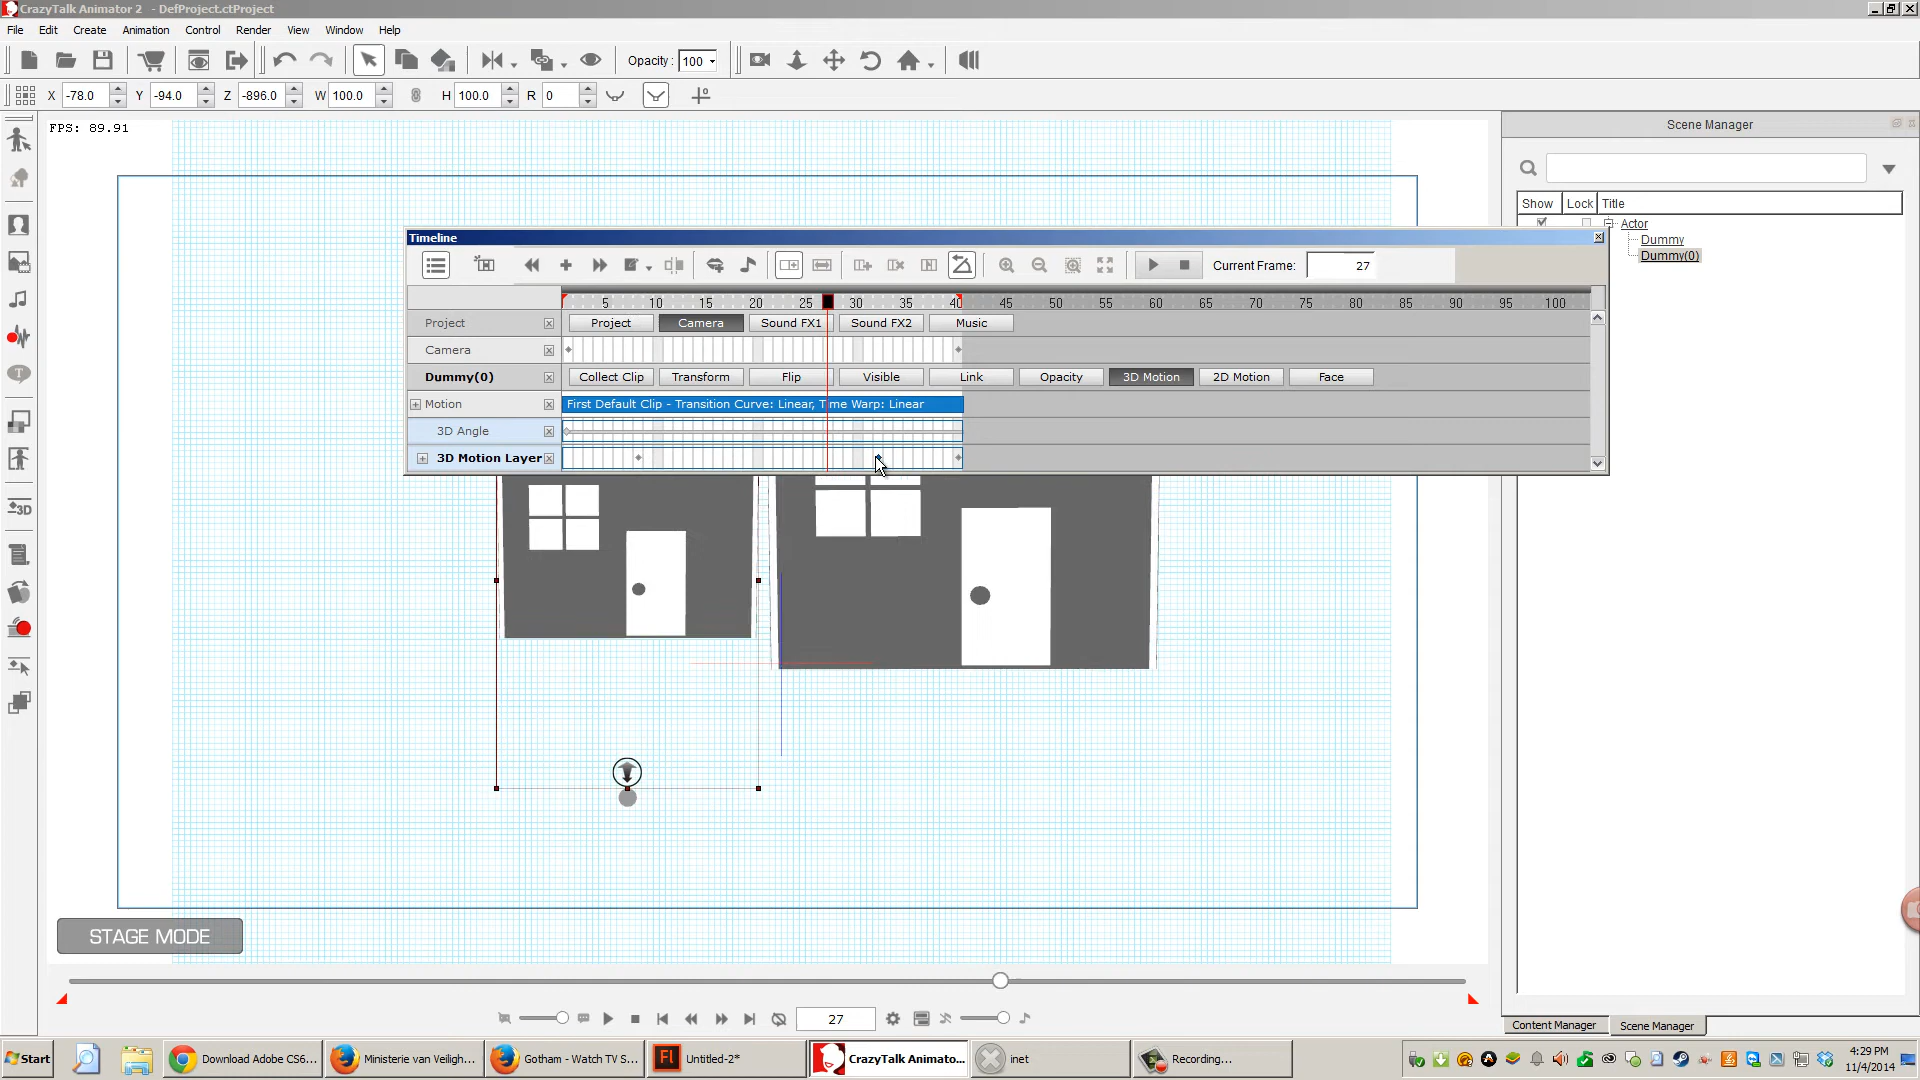 CrazyTalk Animator 2 - DefProject.ctProject
File Edit Create Animation Control Render View Window Help
Opacity : 100
X -78.0 Y -94.0 Z -896.0 W 100.0 H 100.0 R 0
FPS: 89.91
Scene Manager
Show Lock Title
Actor
Dummy
Dummy(0)
Timeline
Current Frame: 27
5 10 15 20 25 30 35 40 45 50 55 60 65 70 75 80 85 90 95 100
Project Project Camera Sound FX1 Sound FX2 Music
Camera
Dummy(0) Collect Clip Transform Flip Visible Link Opacity 3D Motion 2D Motion Face
Motion First Default Clip - Transition Curve: Linear, Time Warp: Linear
3D Angle
3D Motion Layer
STAGE MODE
27
Content Manager Scene Manager
Start Download Adobe CS6... Ministerie van Veiligh... Gotham - Watch TV S... Untitled-2* CrazyTalk Animato... inet Recording...
4:29 PM
11/4/2014